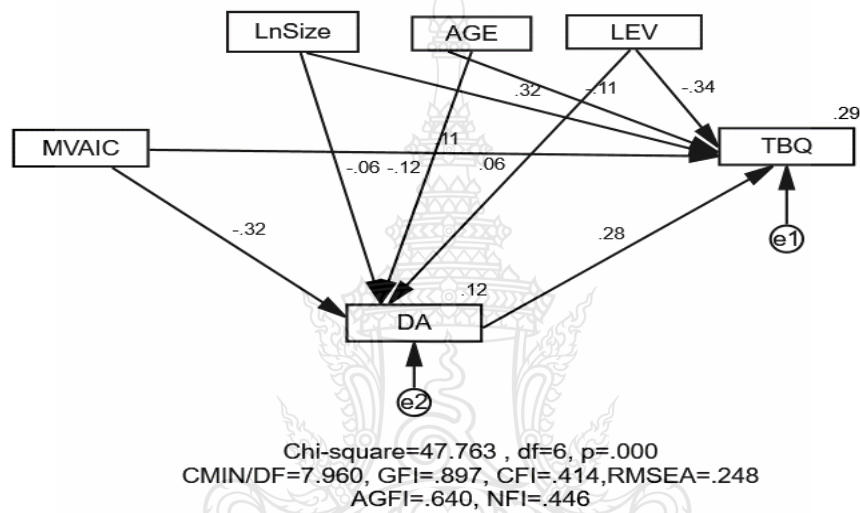 LnSize
AGE
LEV
.32
-.11
-.34
.29
MVAIC
.11
TBQ
-.06
-.12
.06
-.32
.28
e1
.12
DA
e2
Chi-square=47.763 , df=6, p=.000
CMIN/DF=7.960, GFI=.897, CFI=.414,RMSEA=.248
AGFI=.640, NFI=.446